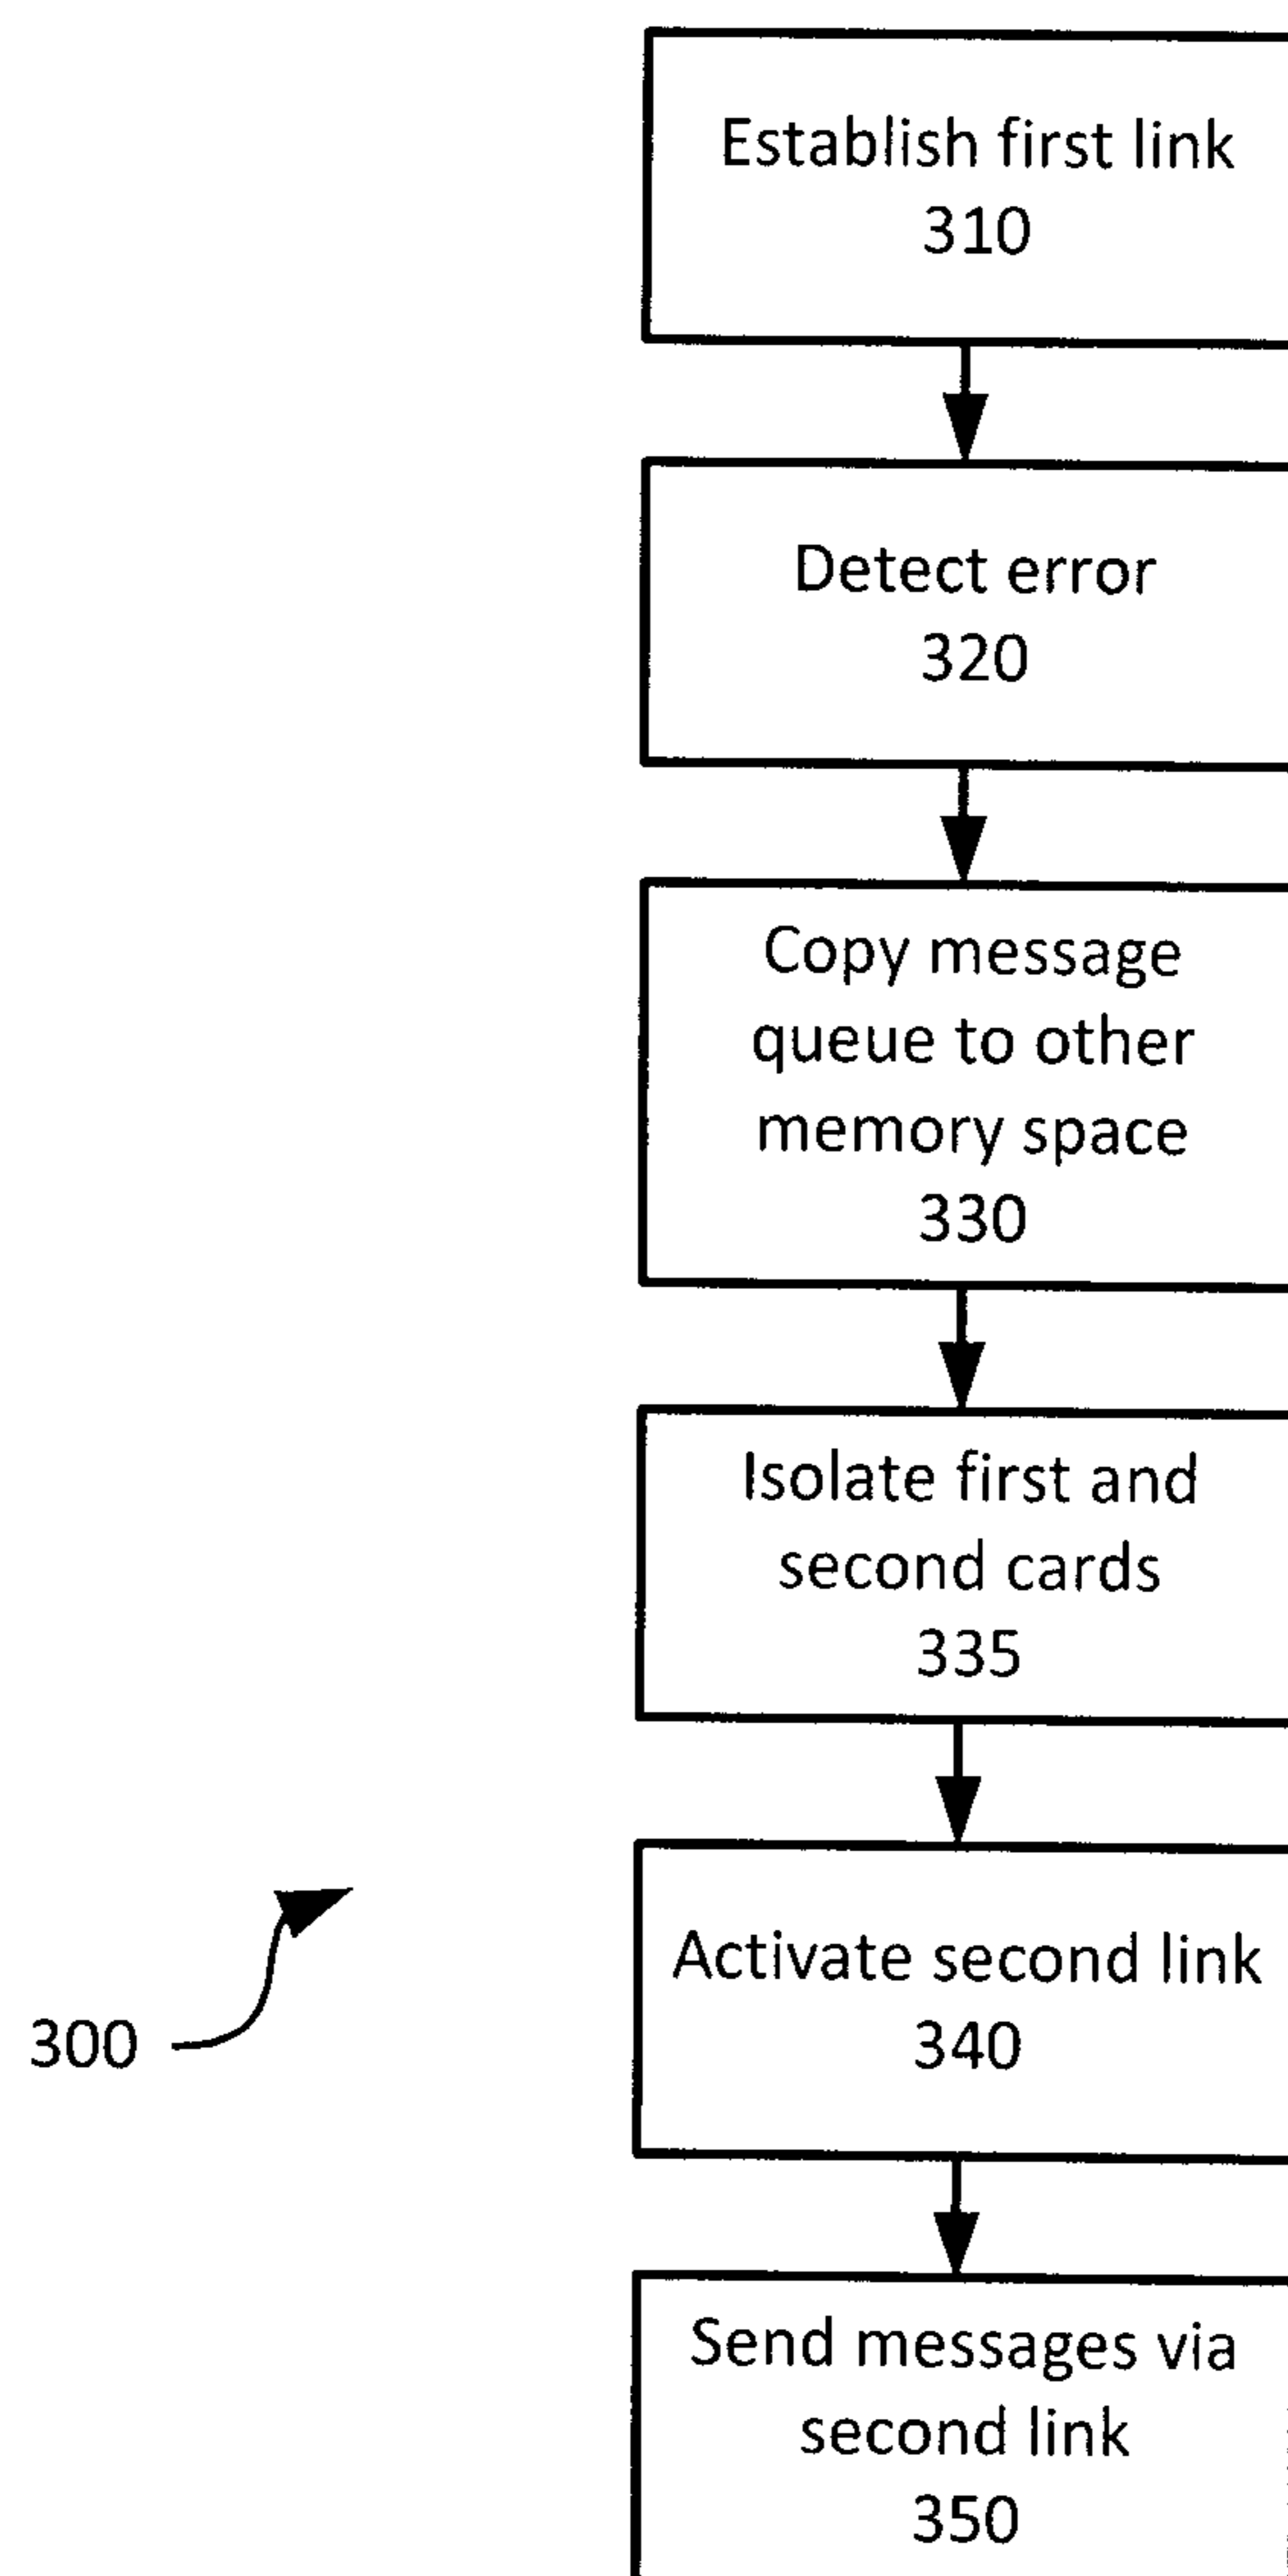 Establish first link
310
Detect error
320
Copy message
queue to other
memory space
330
Isolate first and
second cards
335
Activate second link
340
300
Send messages via
second link
350